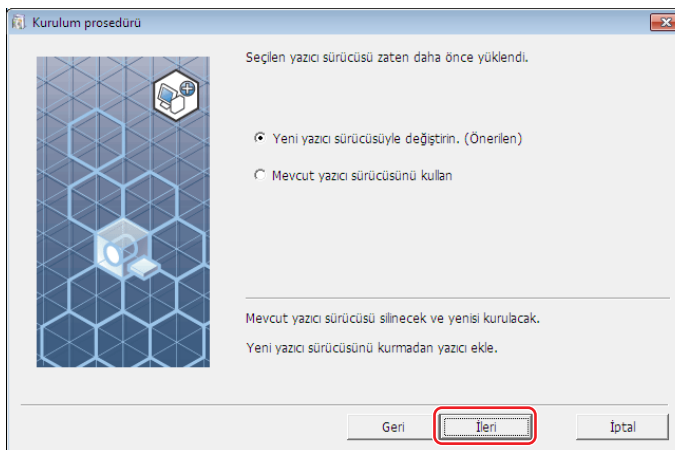 Kurulum prosedürü
Seçilen yazıcı sürücüsü zaten daha önce yüklendi.
Yeni yazıcı sürücüsüyle değiştirin. (Önerilen)
Mevcut yazıcı sürücüsünü kullan
Mevcut yazıcı sürücüsü silinecek ve yenisi kurulacak.
Yeni yazıcı sürücüsünü kurmadan yazıcı ekle.
Geri İleri İptal